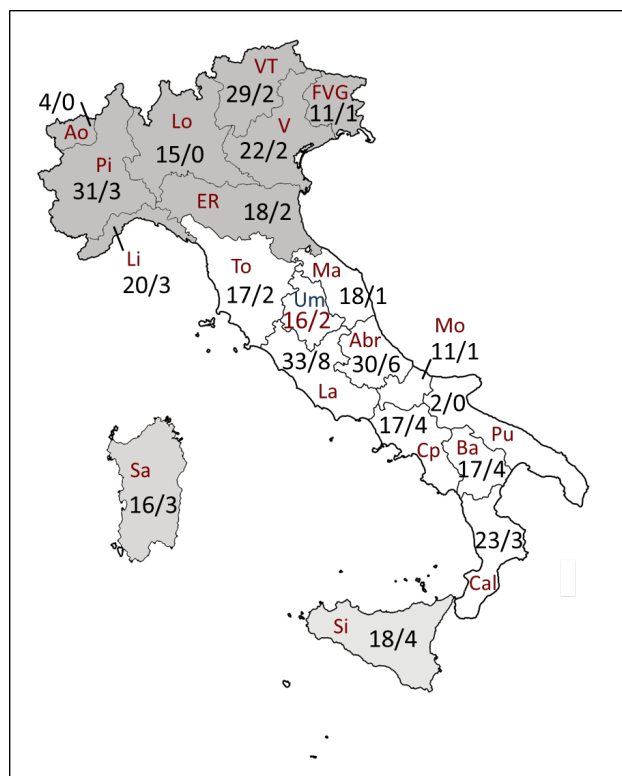 VT
29/2
FVG
11/1
4/0
Ao
Lo
15/0
V
22/2
Pi
31/3
ER
18/2
Li
20/3
To
17/2
Ma
18/1
Um
16/2
Mo
11/1
Abr
30/6
33/8
La
2/0
17/4
Pu
Cp
Ba
17/4
Sa
16/3
23/3
Cal
Si
18/4